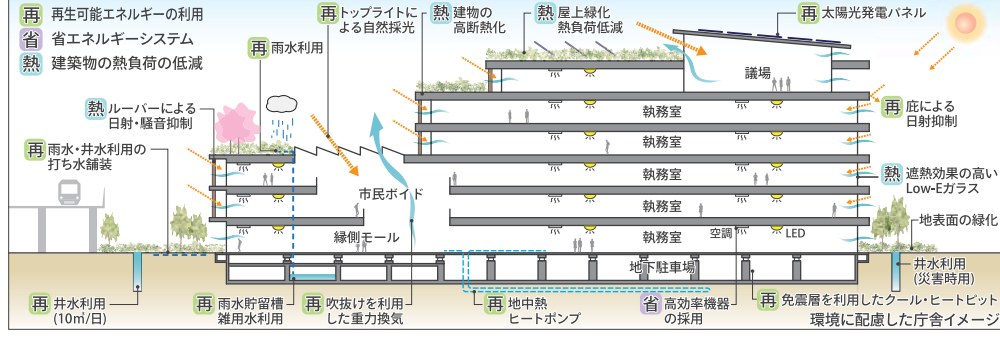 再 再生可能エネルギーの利用
省 省エネルギーシステム
熱 建築物の熱負荷の低減
再 雨水利用
再 トップライトに
よる自然採光
熱 建物の
高断熱化
熱 屋上緑化
熱負荷低減
再 太陽光発電パネル
議場
熱 ルーバーによる
日射・騒音抑制
執務室
再 庇による
日射抑制
執務室
再 雨水・井水利用の
打ち水舗装
執務室
熱 遮熱効果の高い
Low-Eガラス
市民ボイド
執務室
地表面の緑化
縁側モール
執務室
空調
LED
地下駐車場
井水利用
(災害時用)
再 井水利用
(10㎥/日)
再 雨水貯留槽
雑用水利用
再 吹抜けを利用
した重力換気
再 地中熱
ヒートポンプ
省 高効率機器
の採用
再 免震層を利用したクール・ヒートピット
環境に配慮した庁舎イメージ